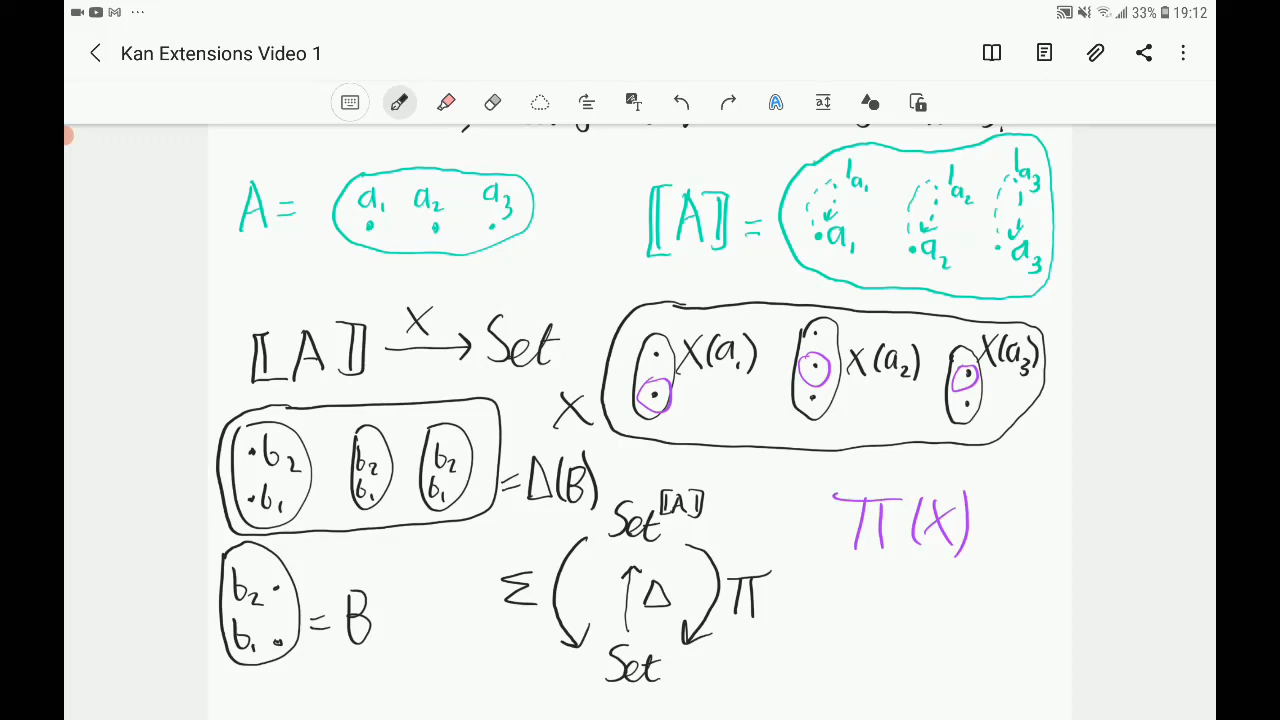 33% 19:12
Kan Extensions Video 1
A = a₁ a₂ a₃
⟦A⟧ = 1a₁ 1a₂ 1a₃
a₁ a₂ a₃
⟦A⟧ X → Set
X X(a₁) X(a₂) X(a₃)
b₂ b₂ b₂
b₁ b₁ b₁ = Δ(B)
Set^⟦A⟧
Π(X)
Σ Δ Π
b₂
b₁ = B
Set